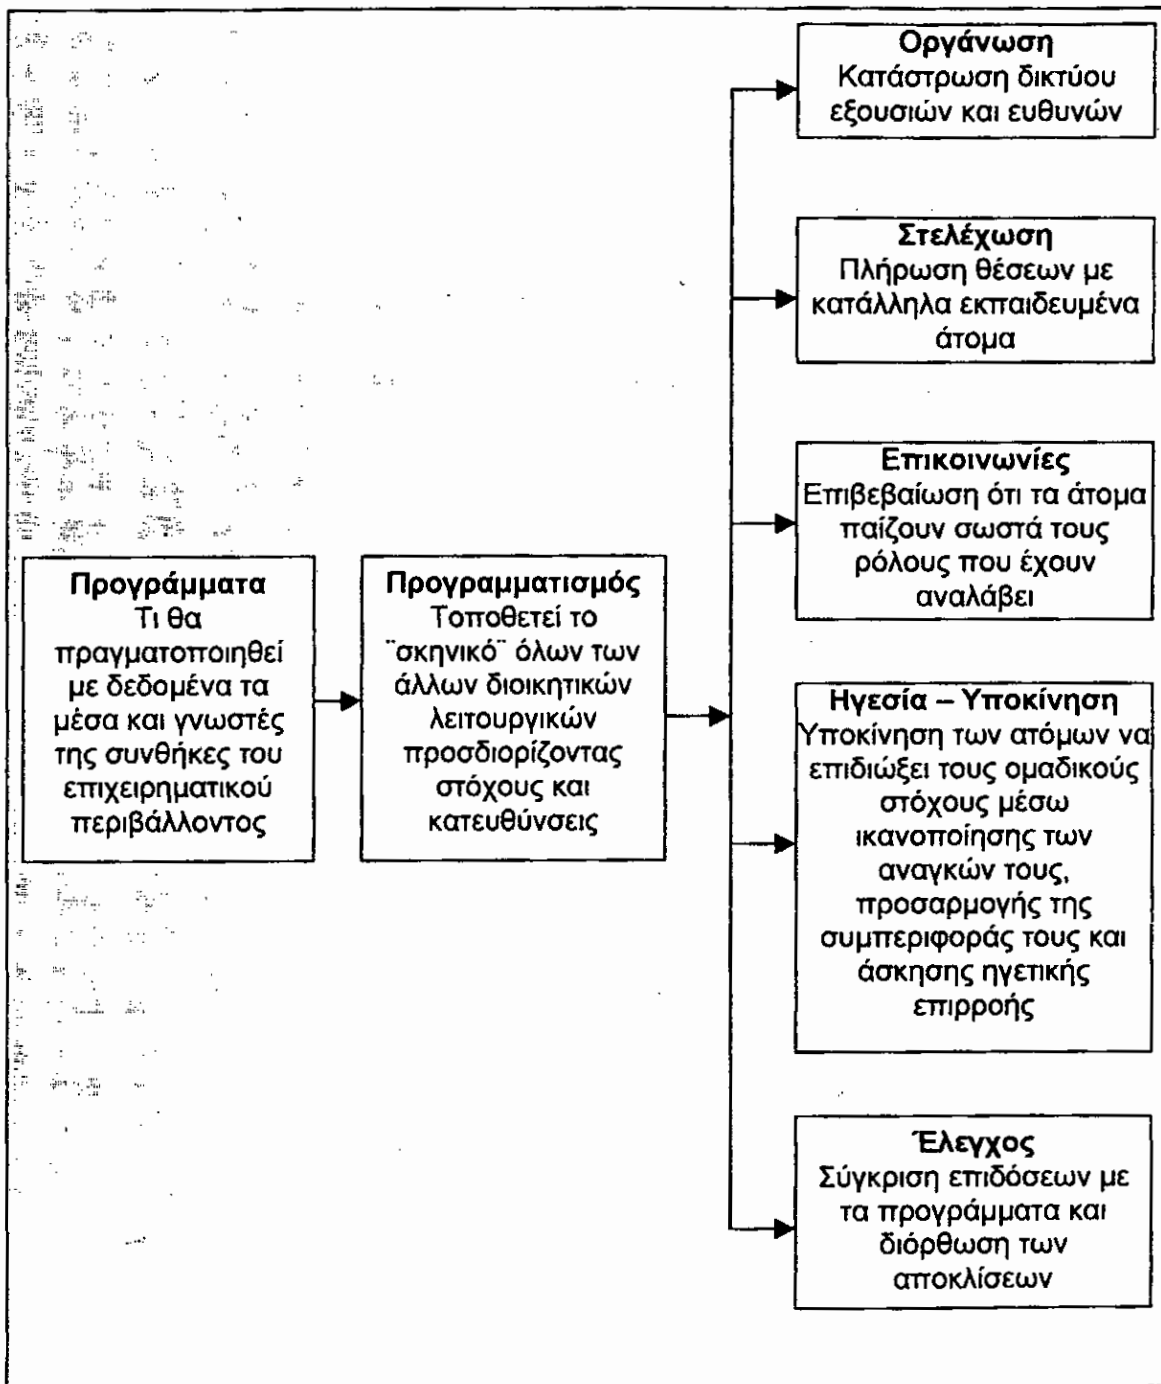 Προγράμματα
Τι θα
πραγματοποιηθεί
με δεδομένα τα
μέσα και γνωστές
της συνθήκες του
επιχειρηματικού
περιβάλλοντος
Προγραμματισμός
Τοποθετεί το
¨σκηνικό¨ όλων των
άλλων διοικητικών
λειτουργικών
προσδιορίζοντας
στόχους και
κατευθύνσεις
Οργάνωση
Κατάστρωση δικτύου
εξουσιών και ευθυνών
Στελέχωση
Πλήρωση θέσεων με
κατάλληλα εκπαιδευμένα
άτομα
Επικοινωνίες
Επιβεβαίωση ότι τα άτομα
παίζουν σωστά τους
ρόλους που έχουν
αναλάβει
Ηγεσία – Υποκίνηση
Υποκίνηση των ατόμων να
επιδιώξει τους ομαδικούς
στόχους μέσω
ικανοποίησης των
αναγκών τους,
προσαρμογής της
συμπεριφοράς τους και
άσκησης ηγετικής
επιρροής
Έλεγχος
Σύγκριση επιδόσεων με
τα προγράμματα και
διόρθωση των
αποκλίσεων